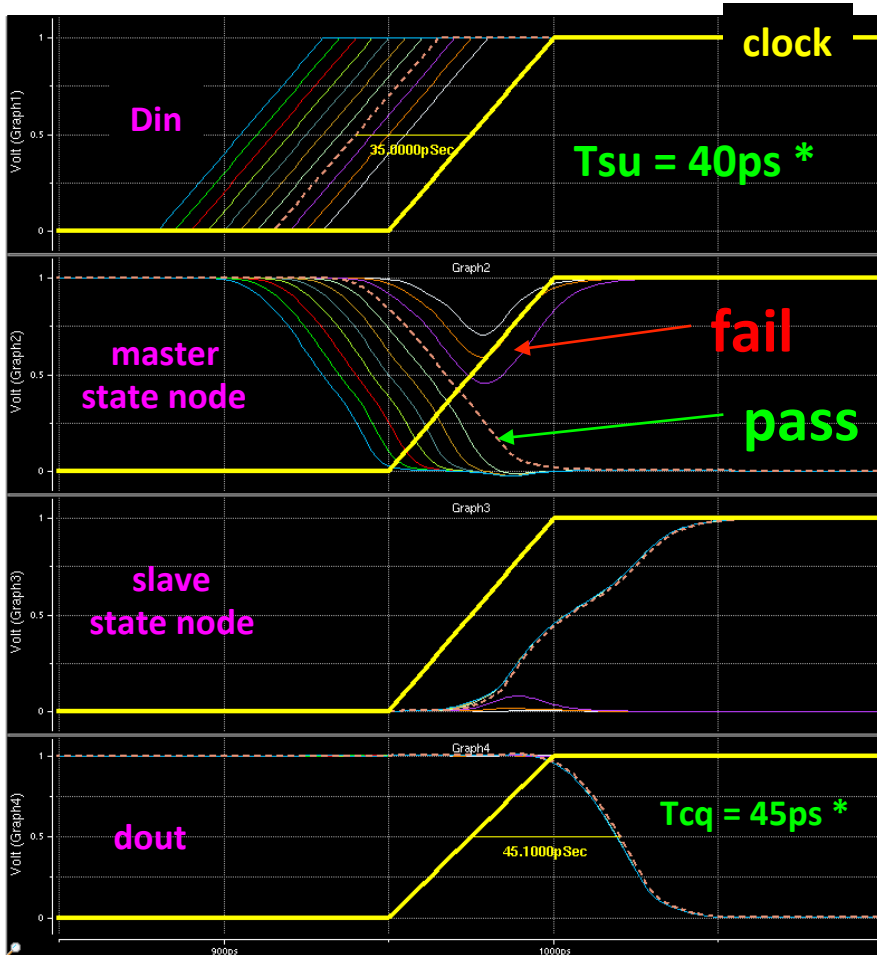 clock
Volt (Graph1)
1
0.5
0
Din
35.0000pSec
Tsu = 40ps *
Graph2
Volt (Graph2)
1
0.5
0
master
state node
fail
pass
Graph3
Volt (Graph3)
1
0.5
0
slave
state node
Graph4
Volt (Graph4)
1
0.5
0
dout
45.1000pSec
Tcq = 45ps *
900ps
1000ps